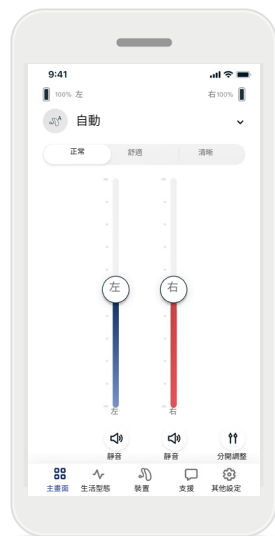 9:41
100% 左 右 100%
自動
正常 舒適 清晰
左 右
左 右
靜音 靜音 分開調整
主畫面 生活型態 裝置 支援 其他設定